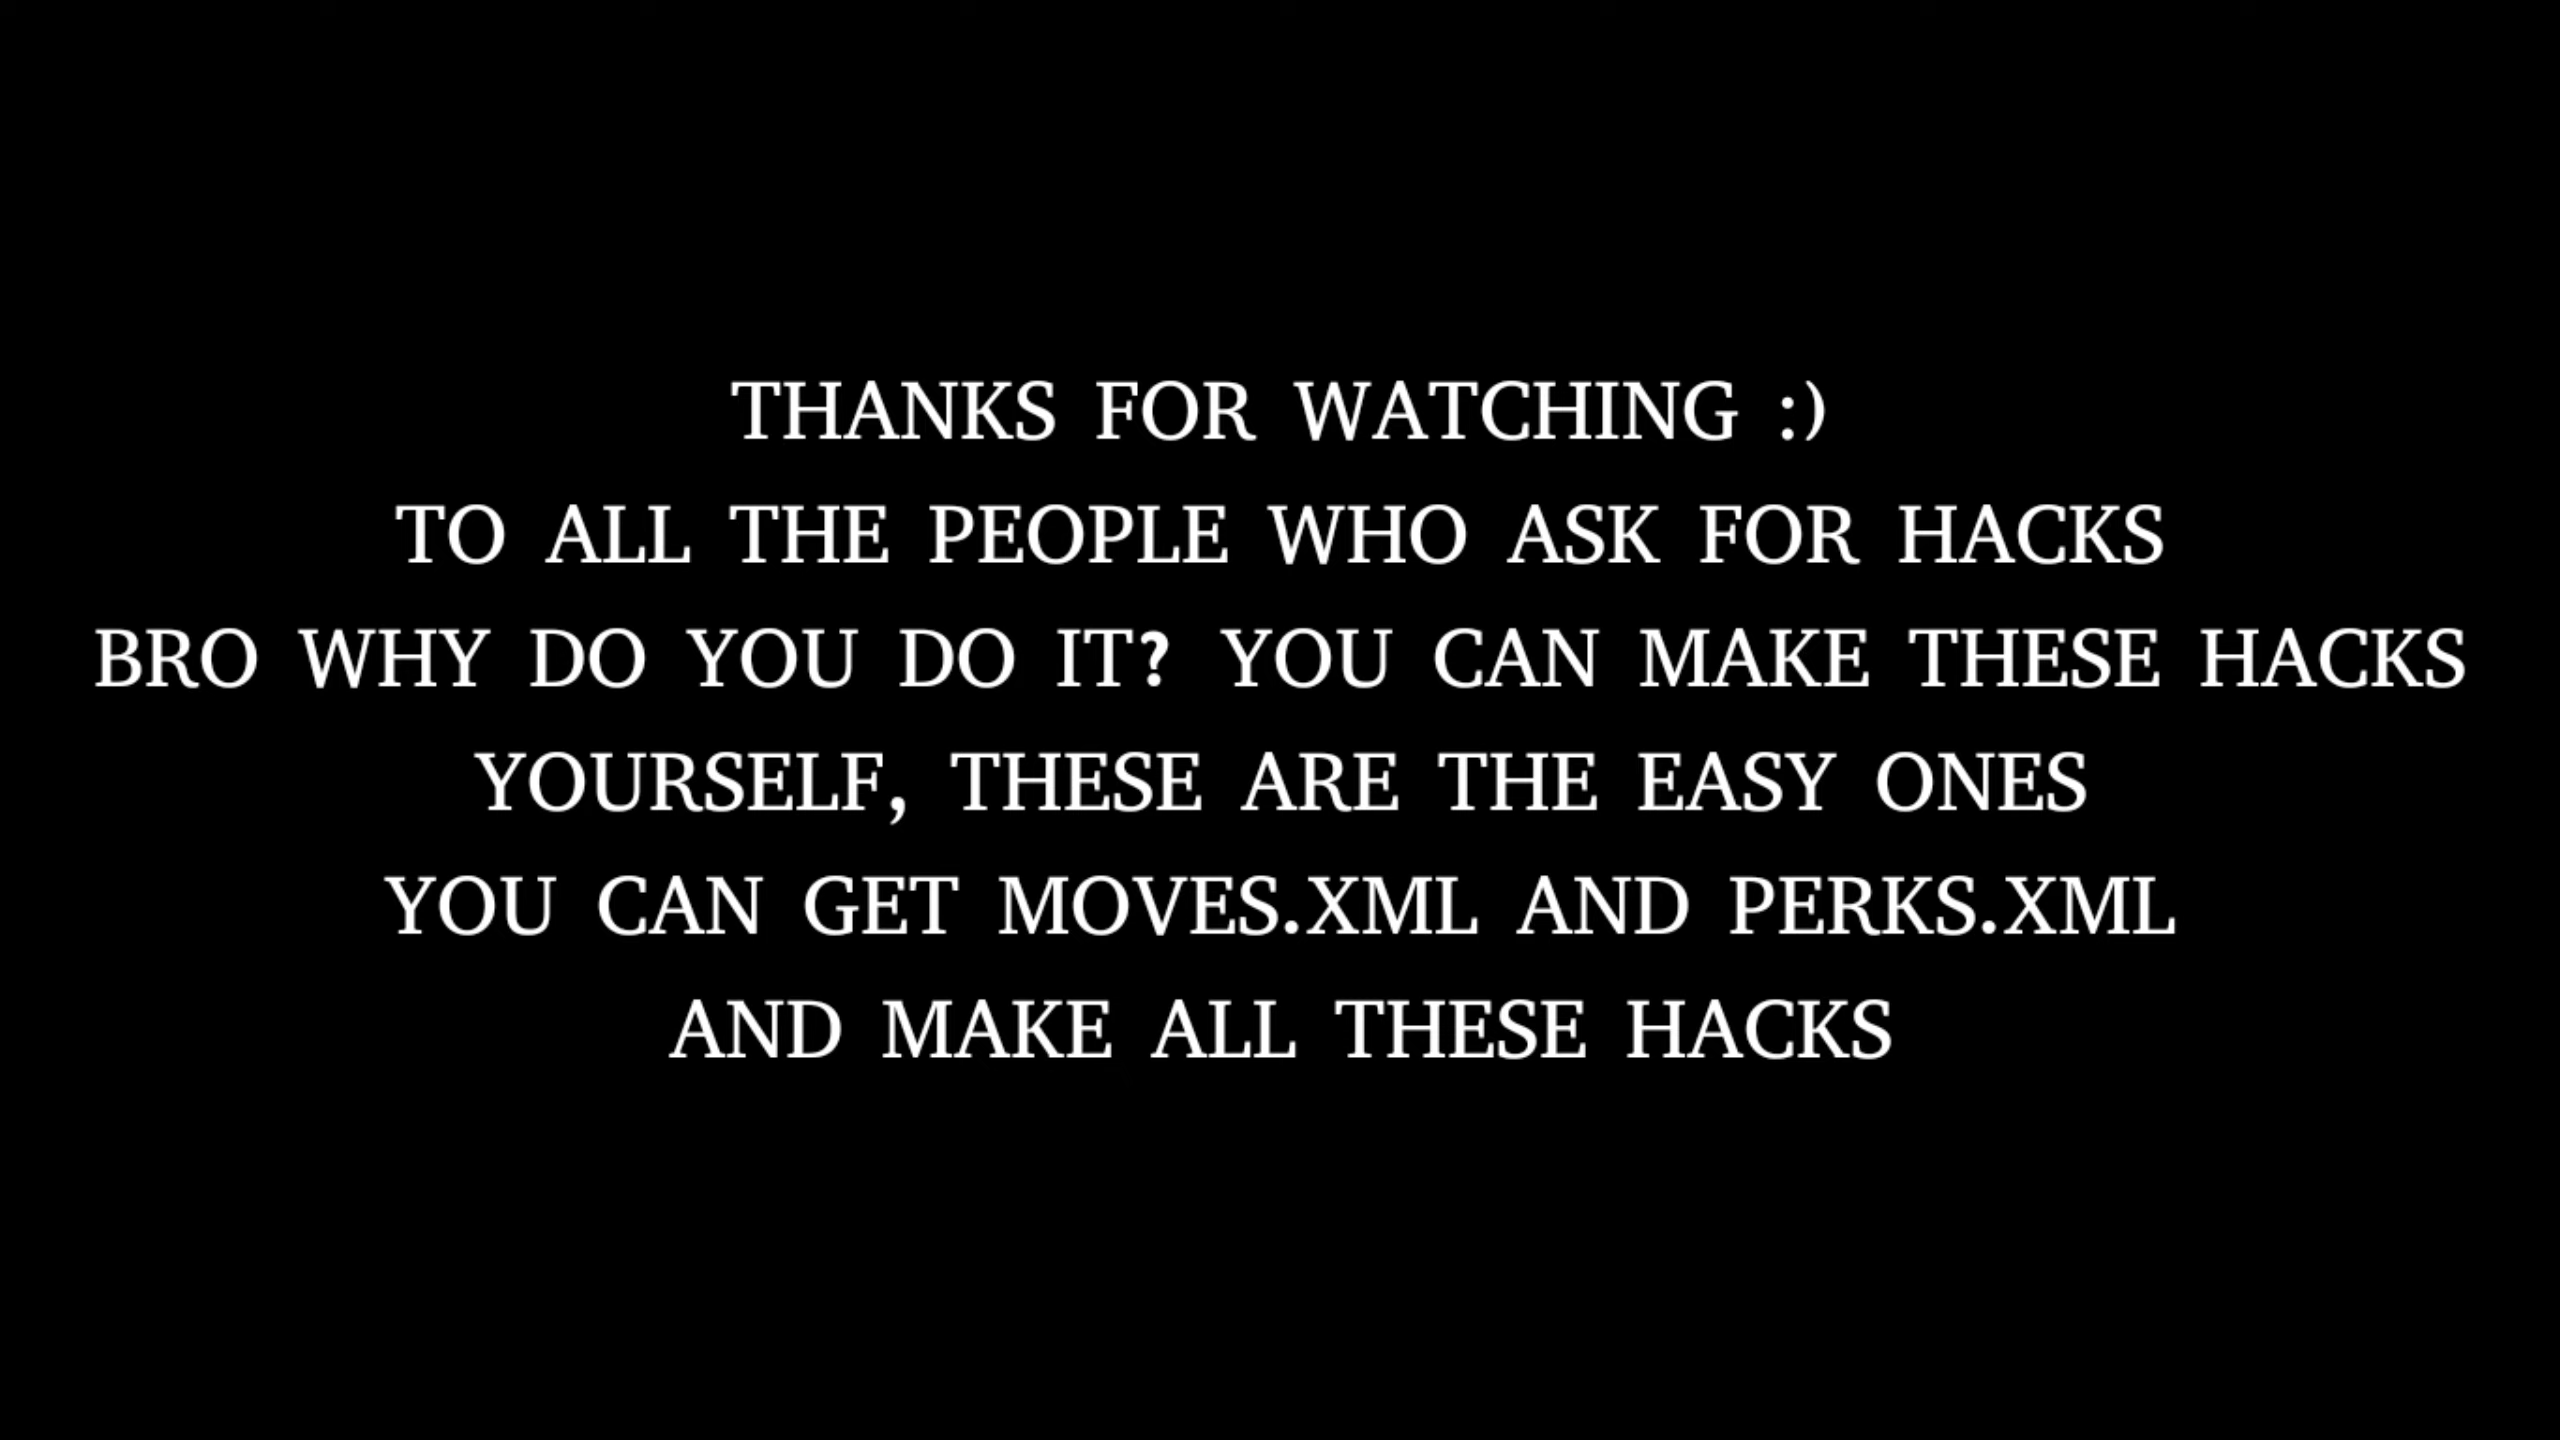 THANKS FOR WATCHING :)
TO ALL THE PEOPLE WHO ASK FOR HACKS
BRO WHY DO YOU DO IT? YOU CAN MAKE THESE HACKS
YOURSELF, THESE ARE THE EASY ONES
YOU CAN GET MOVES.XML AND PERKS.XML
AND MAKE ALL THESE HACKS